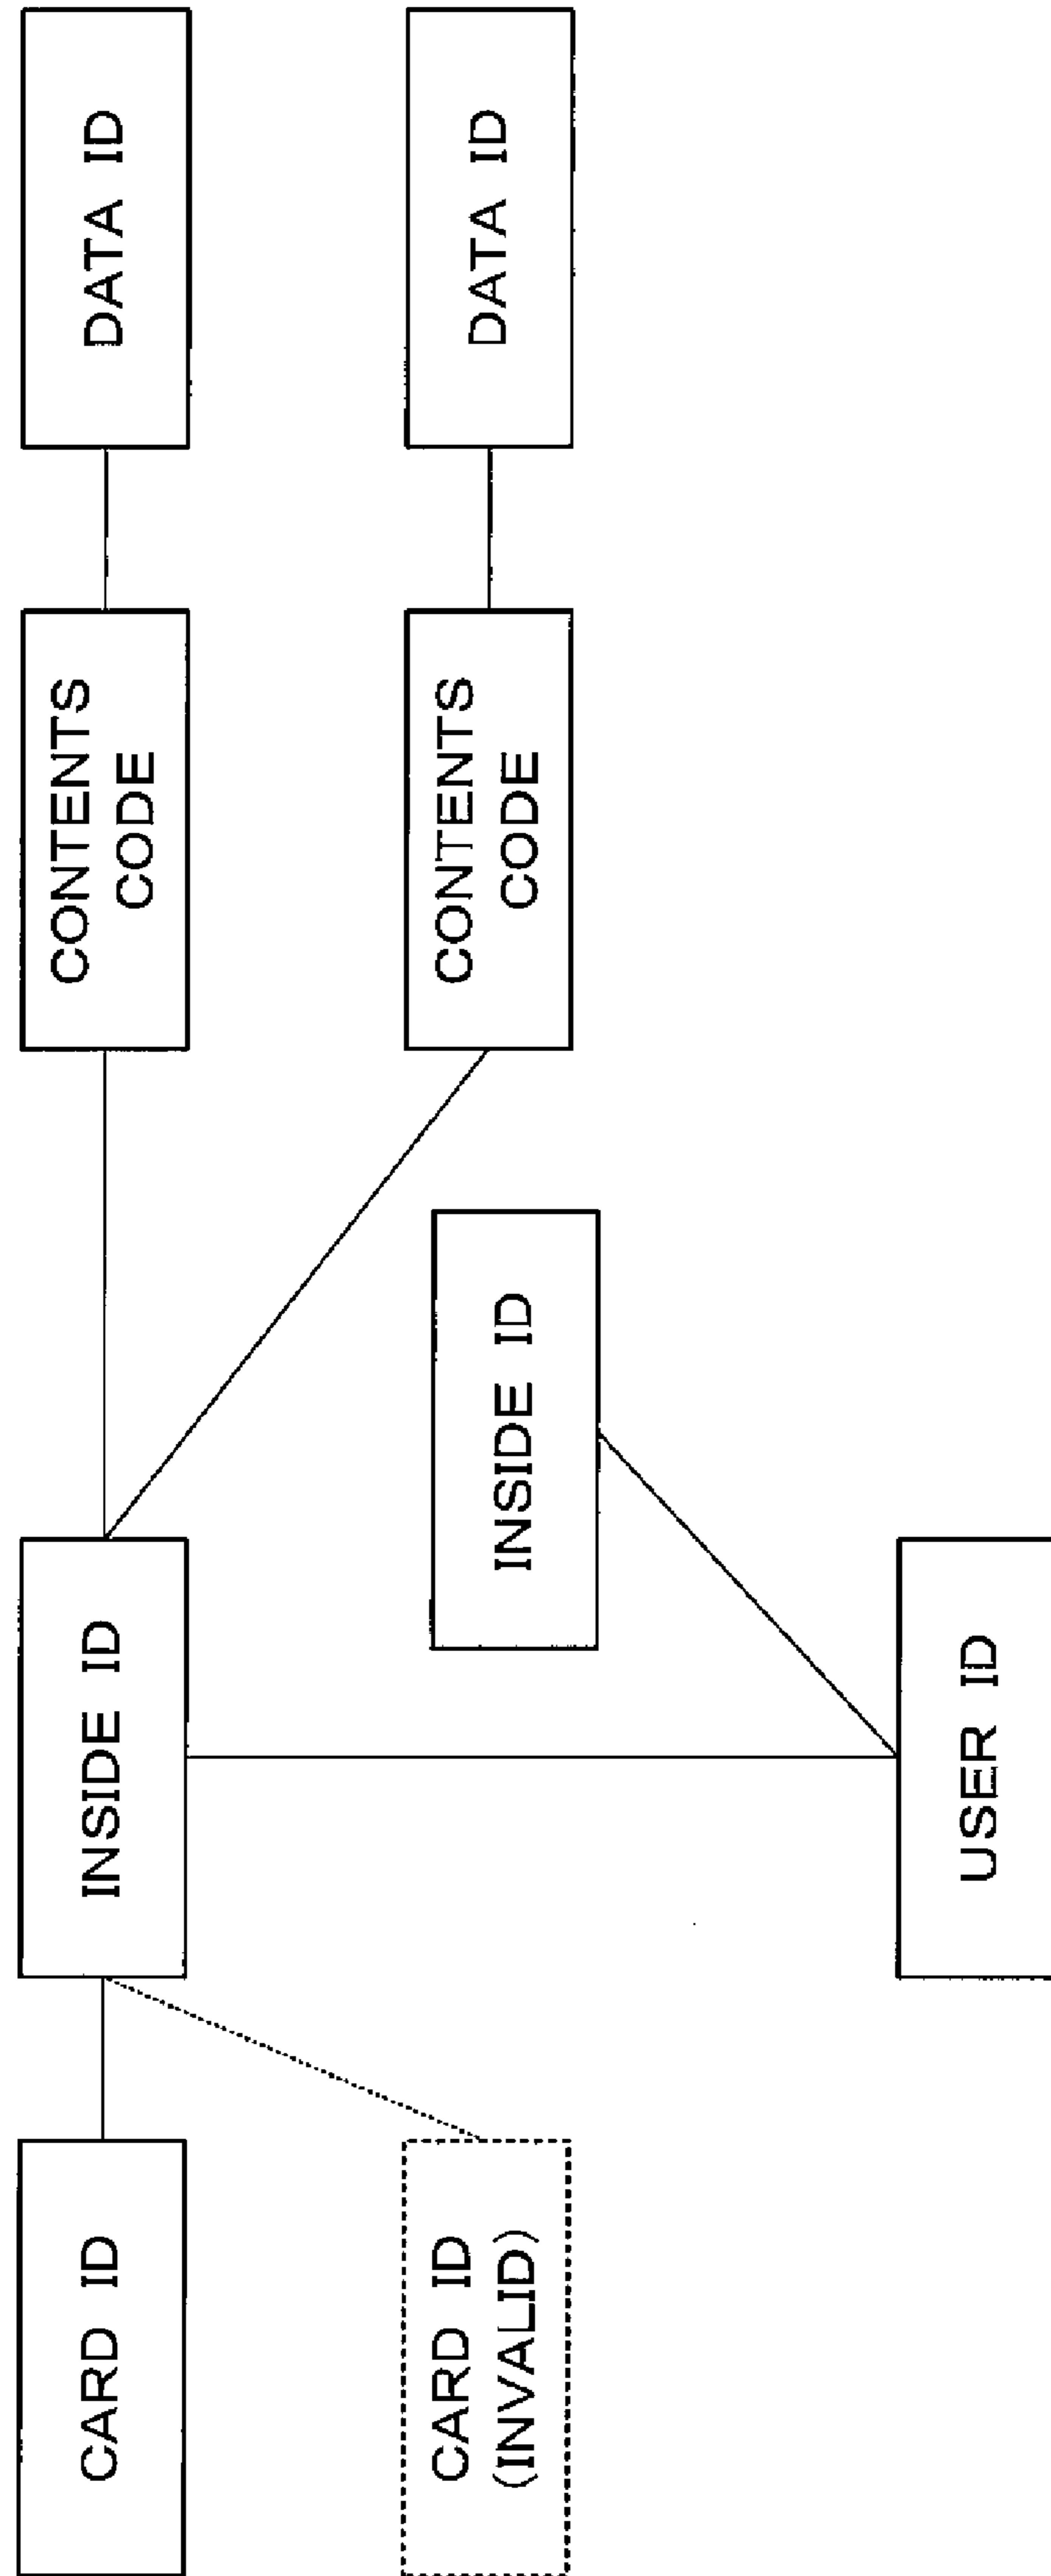 CARD ID
INSIDE ID
CONTENTS
CODE
DATA ID
CARD ID
(INVALID)
INSIDE ID
CONTENTS
CODE
DATA ID
USER ID